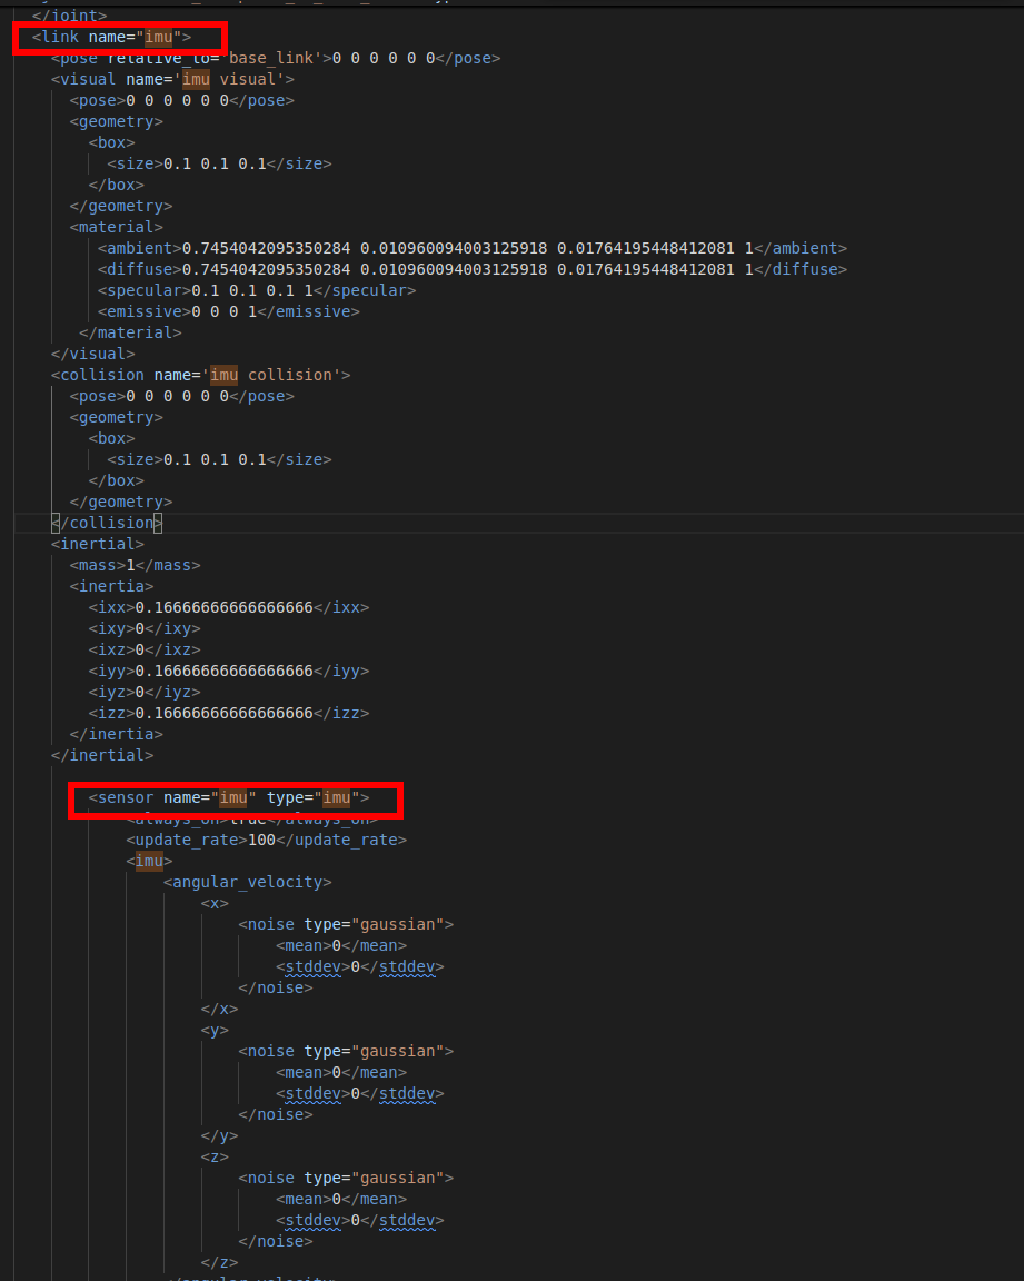 </joint>
<link name="imu">
<pose relative_to='base_link'>0 0 0 0 0 0</pose>
<visual name='imu visual'>
<pose>0 0 0 0 0 0</pose>
<geometry>
<box>
<size>0.1 0.1 0.1</size>
</box>
</geometry>
<material>
<ambient>0.7454042095350284 0.010960094003125918 0.01764195448412081 1</ambient>
<diffuse>0.7454042095350284 0.010960094003125918 0.01764195448412081 1</diffuse>
<specular>0.1 0.1 0.1 1</specular>
<emissive>0 0 0 1</emissive>
</material>
</visual>
<collision name='imu collision'>
<pose>0 0 0 0 0 0</pose>
<geometry>
<box>
<size>0.1 0.1 0.1</size>
</box>
</geometry>
</collision>
<inertial>
<mass>1</mass>
<inertia>
<ixx>0.16666666666666666</ixx>
<ixy>0</ixy>
<ixz>0</ixz>
<iyy>0.16666666666666666</iyy>
<iyz>0</iyz>
<izz>0.16666666666666666</izz>
</inertia>
</inertial>
<sensor name="imu" type="imu">
<always_on>true</always_on>
<update_rate>100</update_rate>
<imu>
<angular_velocity>
<x>
<noise type="gaussian">
<mean>0</mean>
<stddev>0</stddev>
</noise>
</x>
<y>
<noise type="gaussian">
<mean>0</mean>
<stddev>0</stddev>
</noise>
</y>
<z>
<noise type="gaussian">
<mean>0</mean>
<stddev>0</stddev>
</noise>
</z>
</angular_velocity>